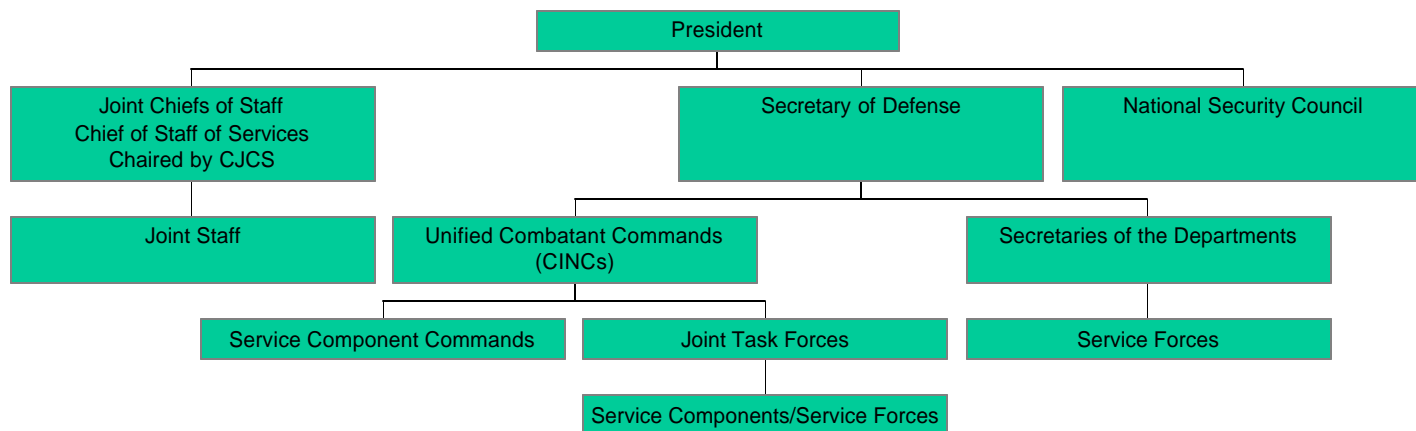 President
Joint Chiefs of Staff
Chief of Staff of Services
Chaired by CJCS
Secretary of Defense
National Security Council
Joint Staff
Unified Combatant Commands
(CINCs)
Secretaries of the Departments
Service Component Commands
Joint Task Forces
Service Forces
Service Components/Service Forces